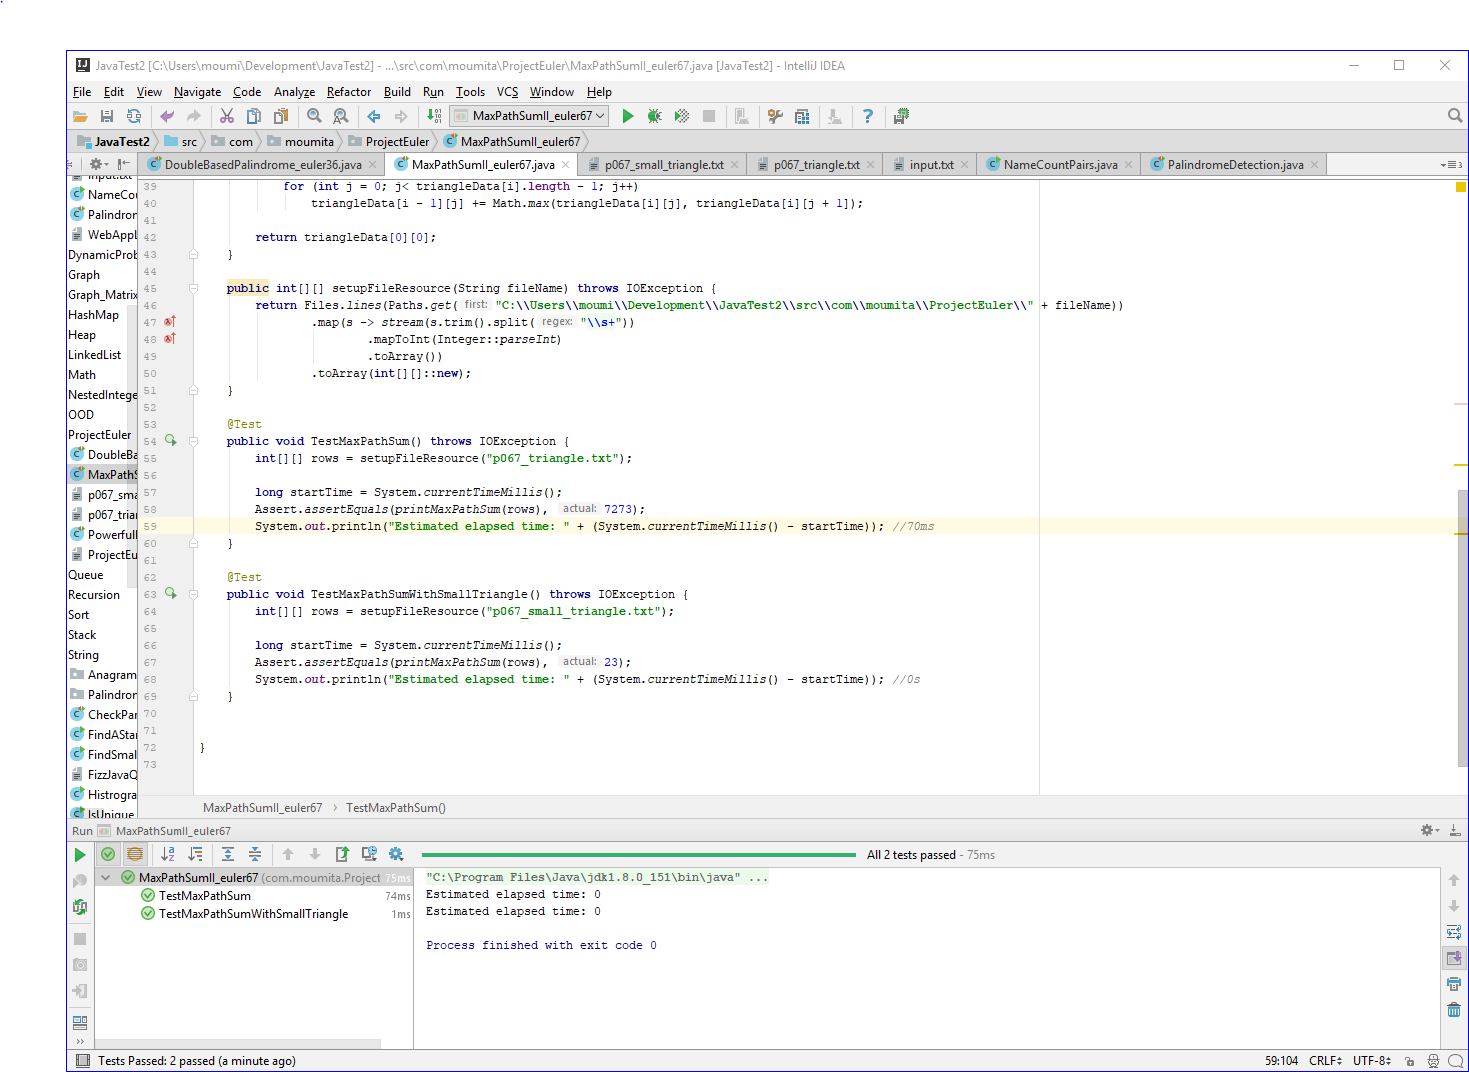 JavaTest2 [C:\Users\moumi\Development\JavaTest2] - ...\src\com\moumita\ProjectEuler\MaxPathSumII_euler67.java [JavaTest2] - IntelliJ IDEA
File Edit View Navigate Code Analyze Refactor Build Run Tools VCS Window Help
MaxPathSumII_euler67
JavaTest2 src com moumita ProjectEuler MaxPathSumII_euler67
DoubleBasedPalindrome_euler36.java MaxPathSumII_euler67.java p067_small_triangle.txt p067_triangle.txt input.txt NameCountPairs.java PalindromeDetection.java
NameCou
Palindron
WebAppL
DynamicProb
Graph
Graph_Matrix
HashMap
Heap
LinkedList
Math
NestedIntege
OOD
ProjectEuler
DoubleBa
MaxPathS
p067_sma
p067_tria
Powerfull
ProjectEu
Queue
Recursion
Sort
Stack
String
Anagram
Palindron
CheckPar
FindAStar
FindSmal
FizzJavaQ
Histrogra
IsUnique
39 for (int j = 0; j< triangleData[i].length - 1; j++)
40 triangleData[i - 1][j] += Math.max(triangleData[i][j], triangleData[i][j + 1]);
41
42 return triangleData[0][0];
43 }
44
45 public int[][] setupFileResource(String fileName) throws IOException {
46 return Files.lines(Paths.get( first: "C:\\Users\\moumi\\Development\\JavaTest2\\src\\com\\moumita\\ProjectEuler\\" + fileName))
47 .map(s -> stream(s.trim().split( regex: "\\s+"))
48 .mapToInt(Integer::parseInt)
49 .toArray())
50 .toArray(int[][]::new);
51 }
52
53 @Test
54 public void TestMaxPathSum() throws IOException {
55 int[][] rows = setupFileResource("p067_triangle.txt");
56
57 long startTime = System.currentTimeMillis();
58 Assert.assertEquals(printMaxPathSum(rows), actual: 7273);
59 System.out.println("Estimated elapsed time: " + (System.currentTimeMillis() - startTime)); //70ms
60 }
61
62 @Test
63 public void TestMaxPathSumWithSmallTriangle() throws IOException {
64 int[][] rows = setupFileResource("p067_small_triangle.txt");
65
66 long startTime = System.currentTimeMillis();
67 Assert.assertEquals(printMaxPathSum(rows), actual: 23);
68 System.out.println("Estimated elapsed time: " + (System.currentTimeMillis() - startTime)); //0s
69 }
70
71
72 }
73
MaxPathSumII_euler67 › TestMaxPathSum()
Run MaxPathSumII_euler67
All 2 tests passed - 75ms
MaxPathSumII_euler67 (com.moumita.Project 75ms
TestMaxPathSum 74ms
TestMaxPathSumWithSmallTriangle 1ms
"C:\Program Files\Java\jdk1.8.0_151\bin\java" ...
Estimated elapsed time: 0
Estimated elapsed time: 0
Process finished with exit code 0
Tests Passed: 2 passed (a minute ago) 59:104 CRLF UTF-8